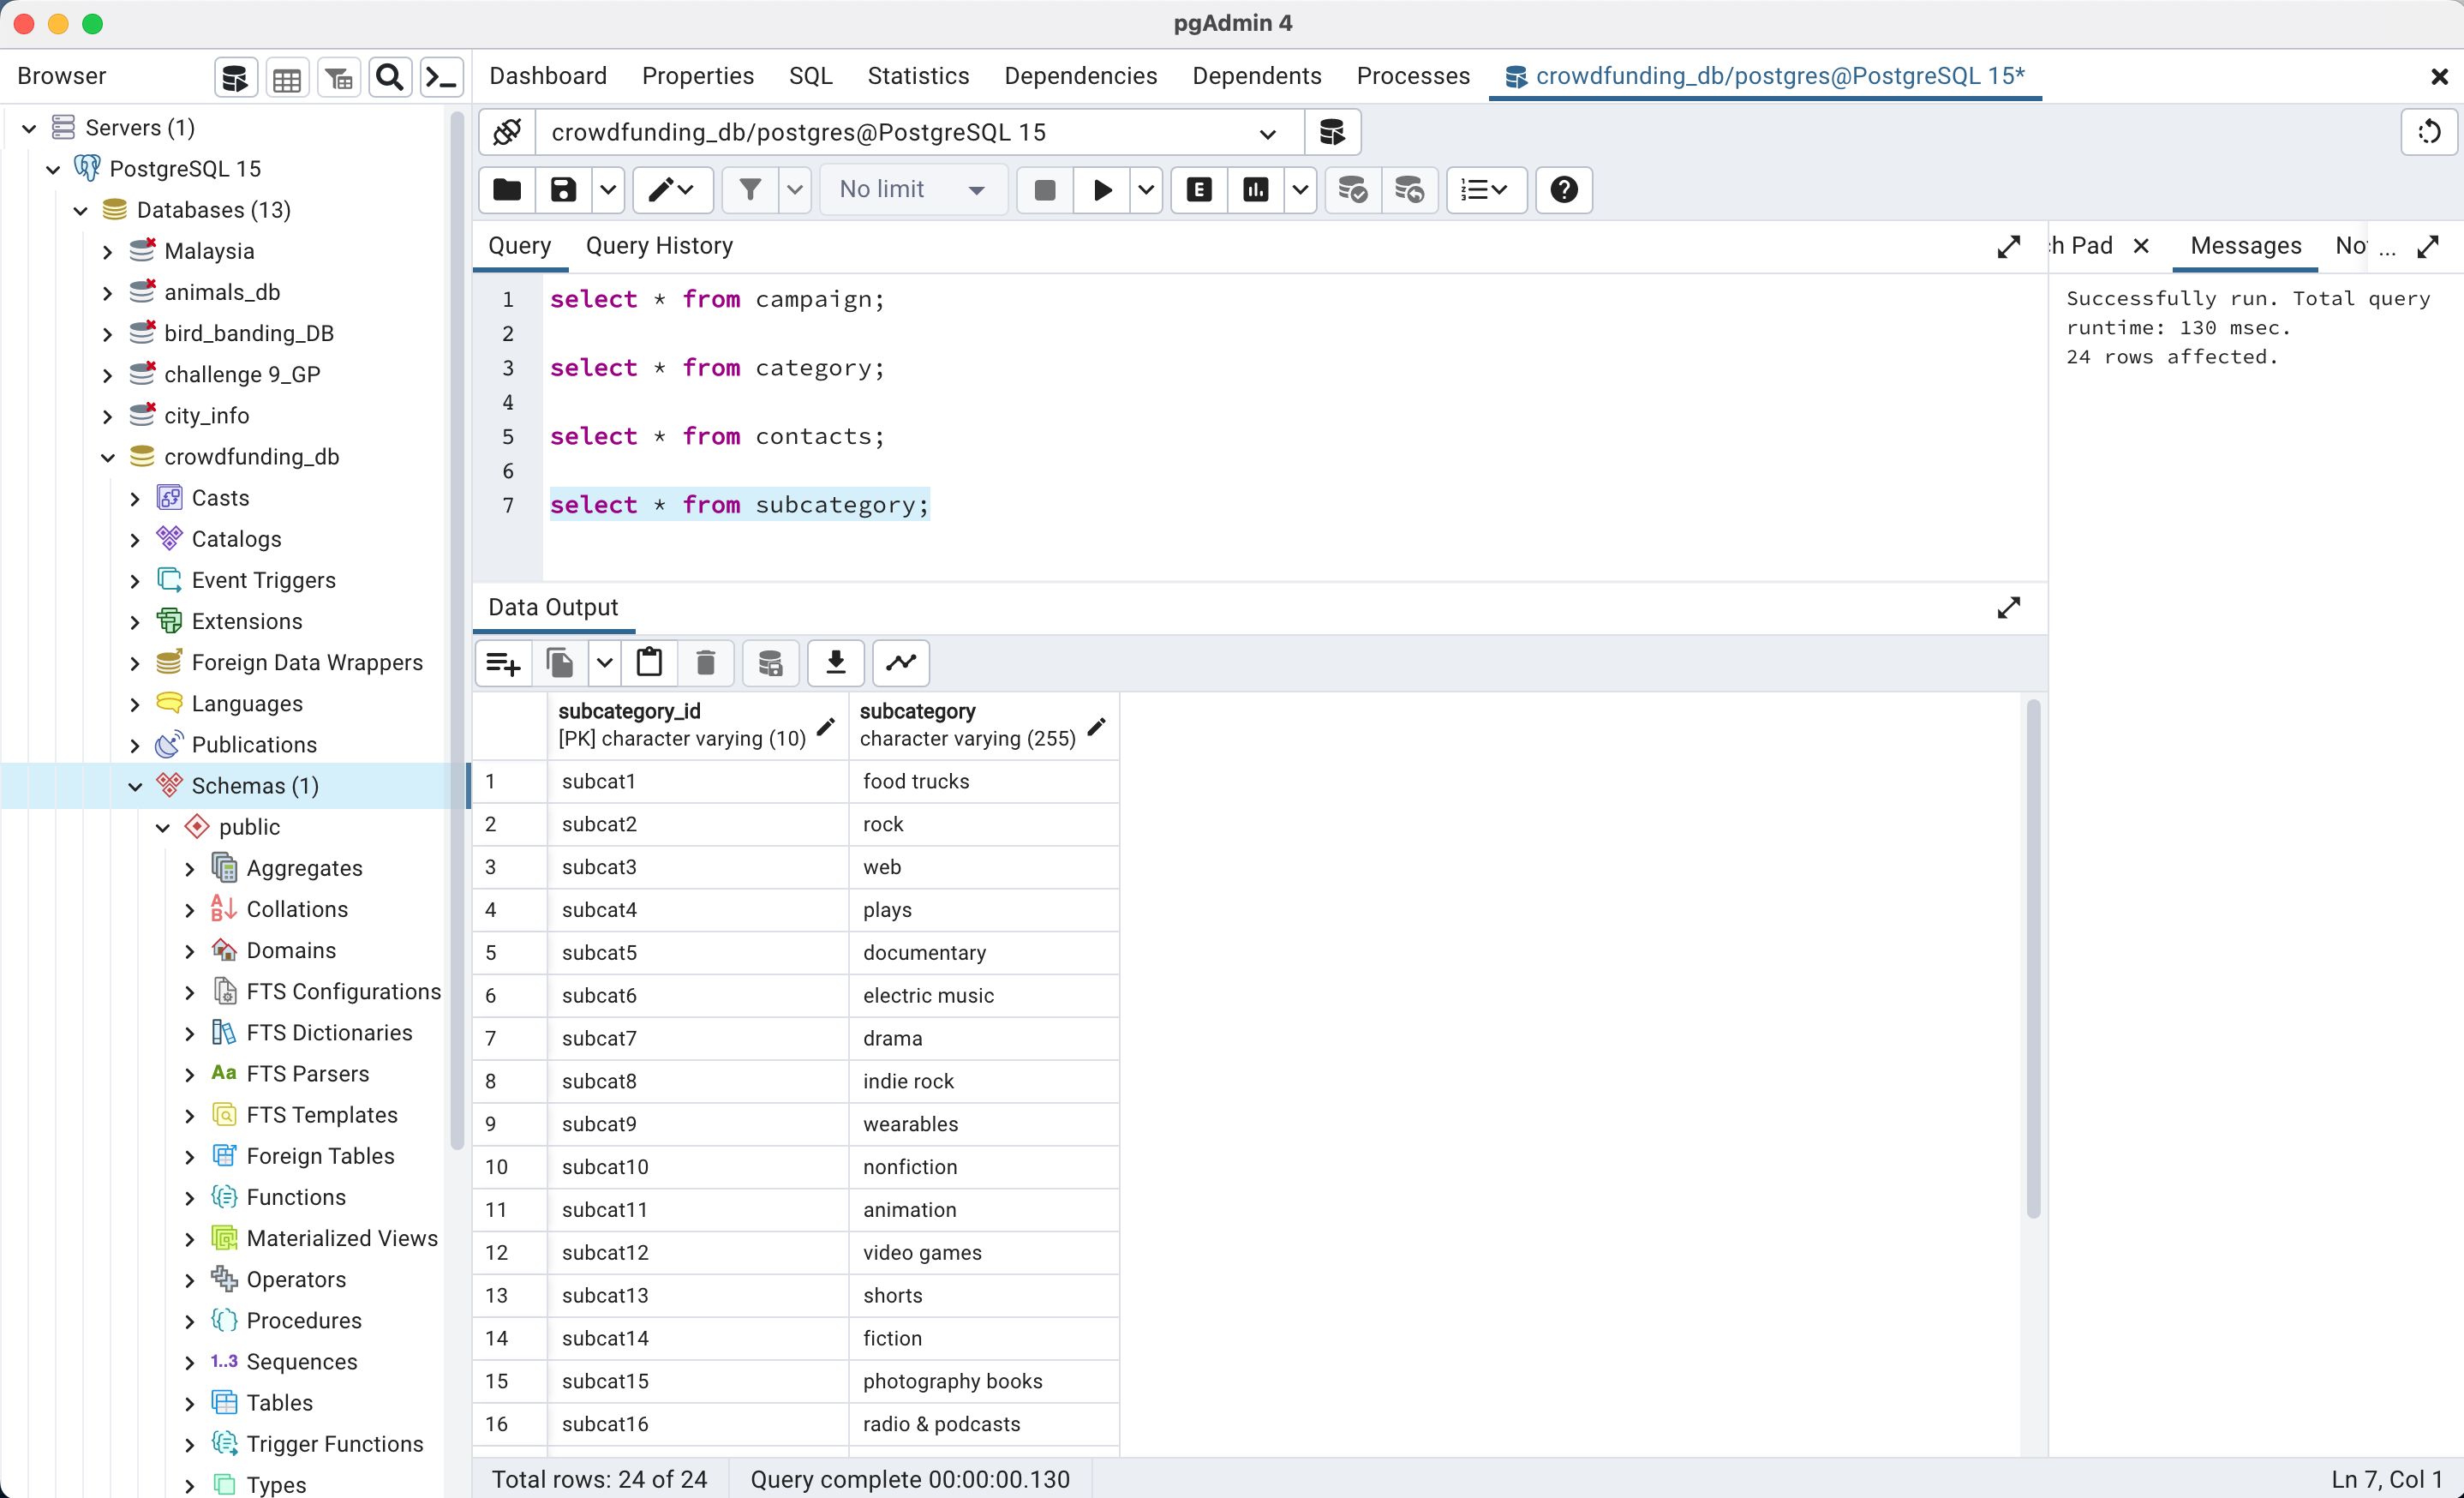 pgAdmin 4
Browser
Dashboard Properties SQL Statistics Dependencies Dependents Processes crowdfunding_db/postgres@PostgreSQL 15*
Servers (1)
PostgreSQL 15
Databases (13)
Malaysia
animals_db
bird_banding_DB
challenge 9_GP
city_info
crowdfunding_db
Casts
Catalogs
Event Triggers
Extensions
Foreign Data Wrappers
Languages
Publications
Schemas (1)
public
Aggregates
Collations
Domains
FTS Configurations
FTS Dictionaries
Aa FTS Parsers
FTS Templates
Foreign Tables
Functions
Materialized Views
Operators
Procedures
1..3 Sequences
Tables
Trigger Functions
Types
crowdfunding_db/postgres@PostgreSQL 15
No limit
E
Query Query History
1 select * from campaign;
2
3 select * from category;
4
5 select * from contacts;
6
7 select * from subcategory;
Data Output
subcategory_id subcategory
[PK] character varying (10) character varying (255)
1 subcat1 food trucks
2 subcat2 rock
3 subcat3 web
4 subcat4 plays
5 subcat5 documentary
6 subcat6 electric music
7 subcat7 drama
8 subcat8 indie rock
9 subcat9 wearables
10 subcat10 nonfiction
11 subcat11 animation
12 subcat12 video games
13 subcat13 shorts
14 subcat14 fiction
15 subcat15 photography books
16 subcat16 radio & podcasts
Total rows: 24 of 24 Query complete 00:00:00.130
h Pad Messages No ...
Successfully run. Total query
runtime: 130 msec.
24 rows affected.
Ln 7, Col 1